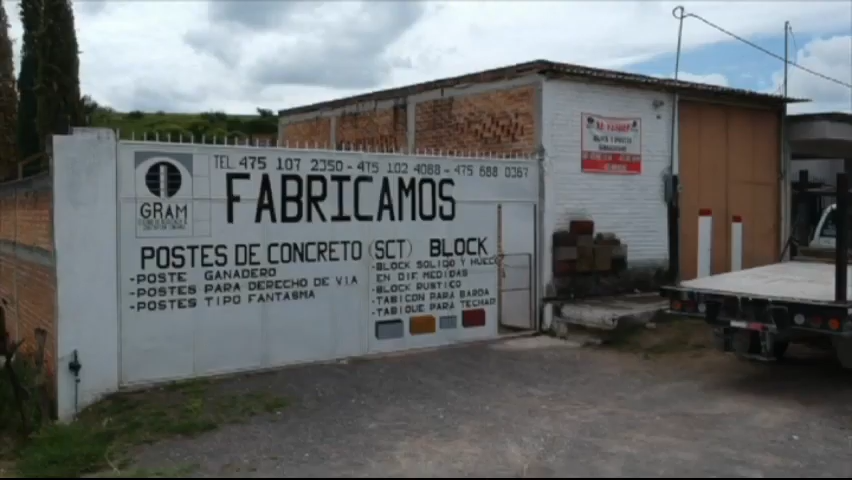 TEL. 475 107 2350 - 475 102 4088 - 475 688 0367
GRAM
FABRICAMOS
POSTES DE CONCRETO (SCT)
-POSTE GANADERO
-POSTES PARA DERECHO DE VIA
-POSTES TIPO FANTASMA
BLOCK
-BLOCK SOLIDO Y HUECO
EN DIF MEDIDAS
-BLOCK RUSTICO
-TABICON PARA BARDA
-TABIQUE PARA TECHAR